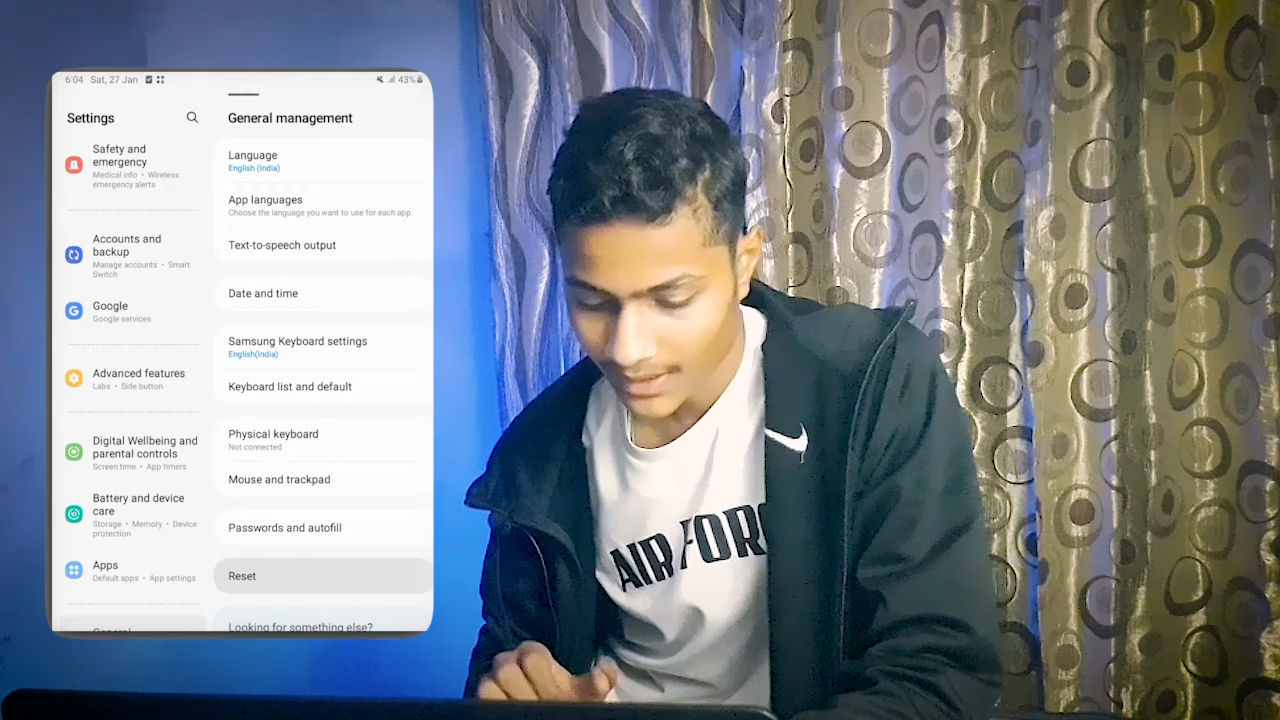 6:04 Sat, 27 Jan
43%
Settings
Safety and
emergency
Medical info • Wireless
emergency alerts
Accounts and
backup
Manage accounts • Smart
Switch
Google
Google services
Advanced features
Labs • Side button
Digital Wellbeing and
parental controls
Screen time • App timers
Battery and device
care
Storage • Memory • Device
protection
Apps
Default apps • App settings
General
General management
Language
English (India)
App languages
Choose the language you want to use for each app.
Text-to-speech output
Date and time
Samsung Keyboard settings
English(India)
Keyboard list and default
Physical keyboard
Not connected
Mouse and trackpad
Passwords and autofill
Reset
Looking for something else?
AIR FORC